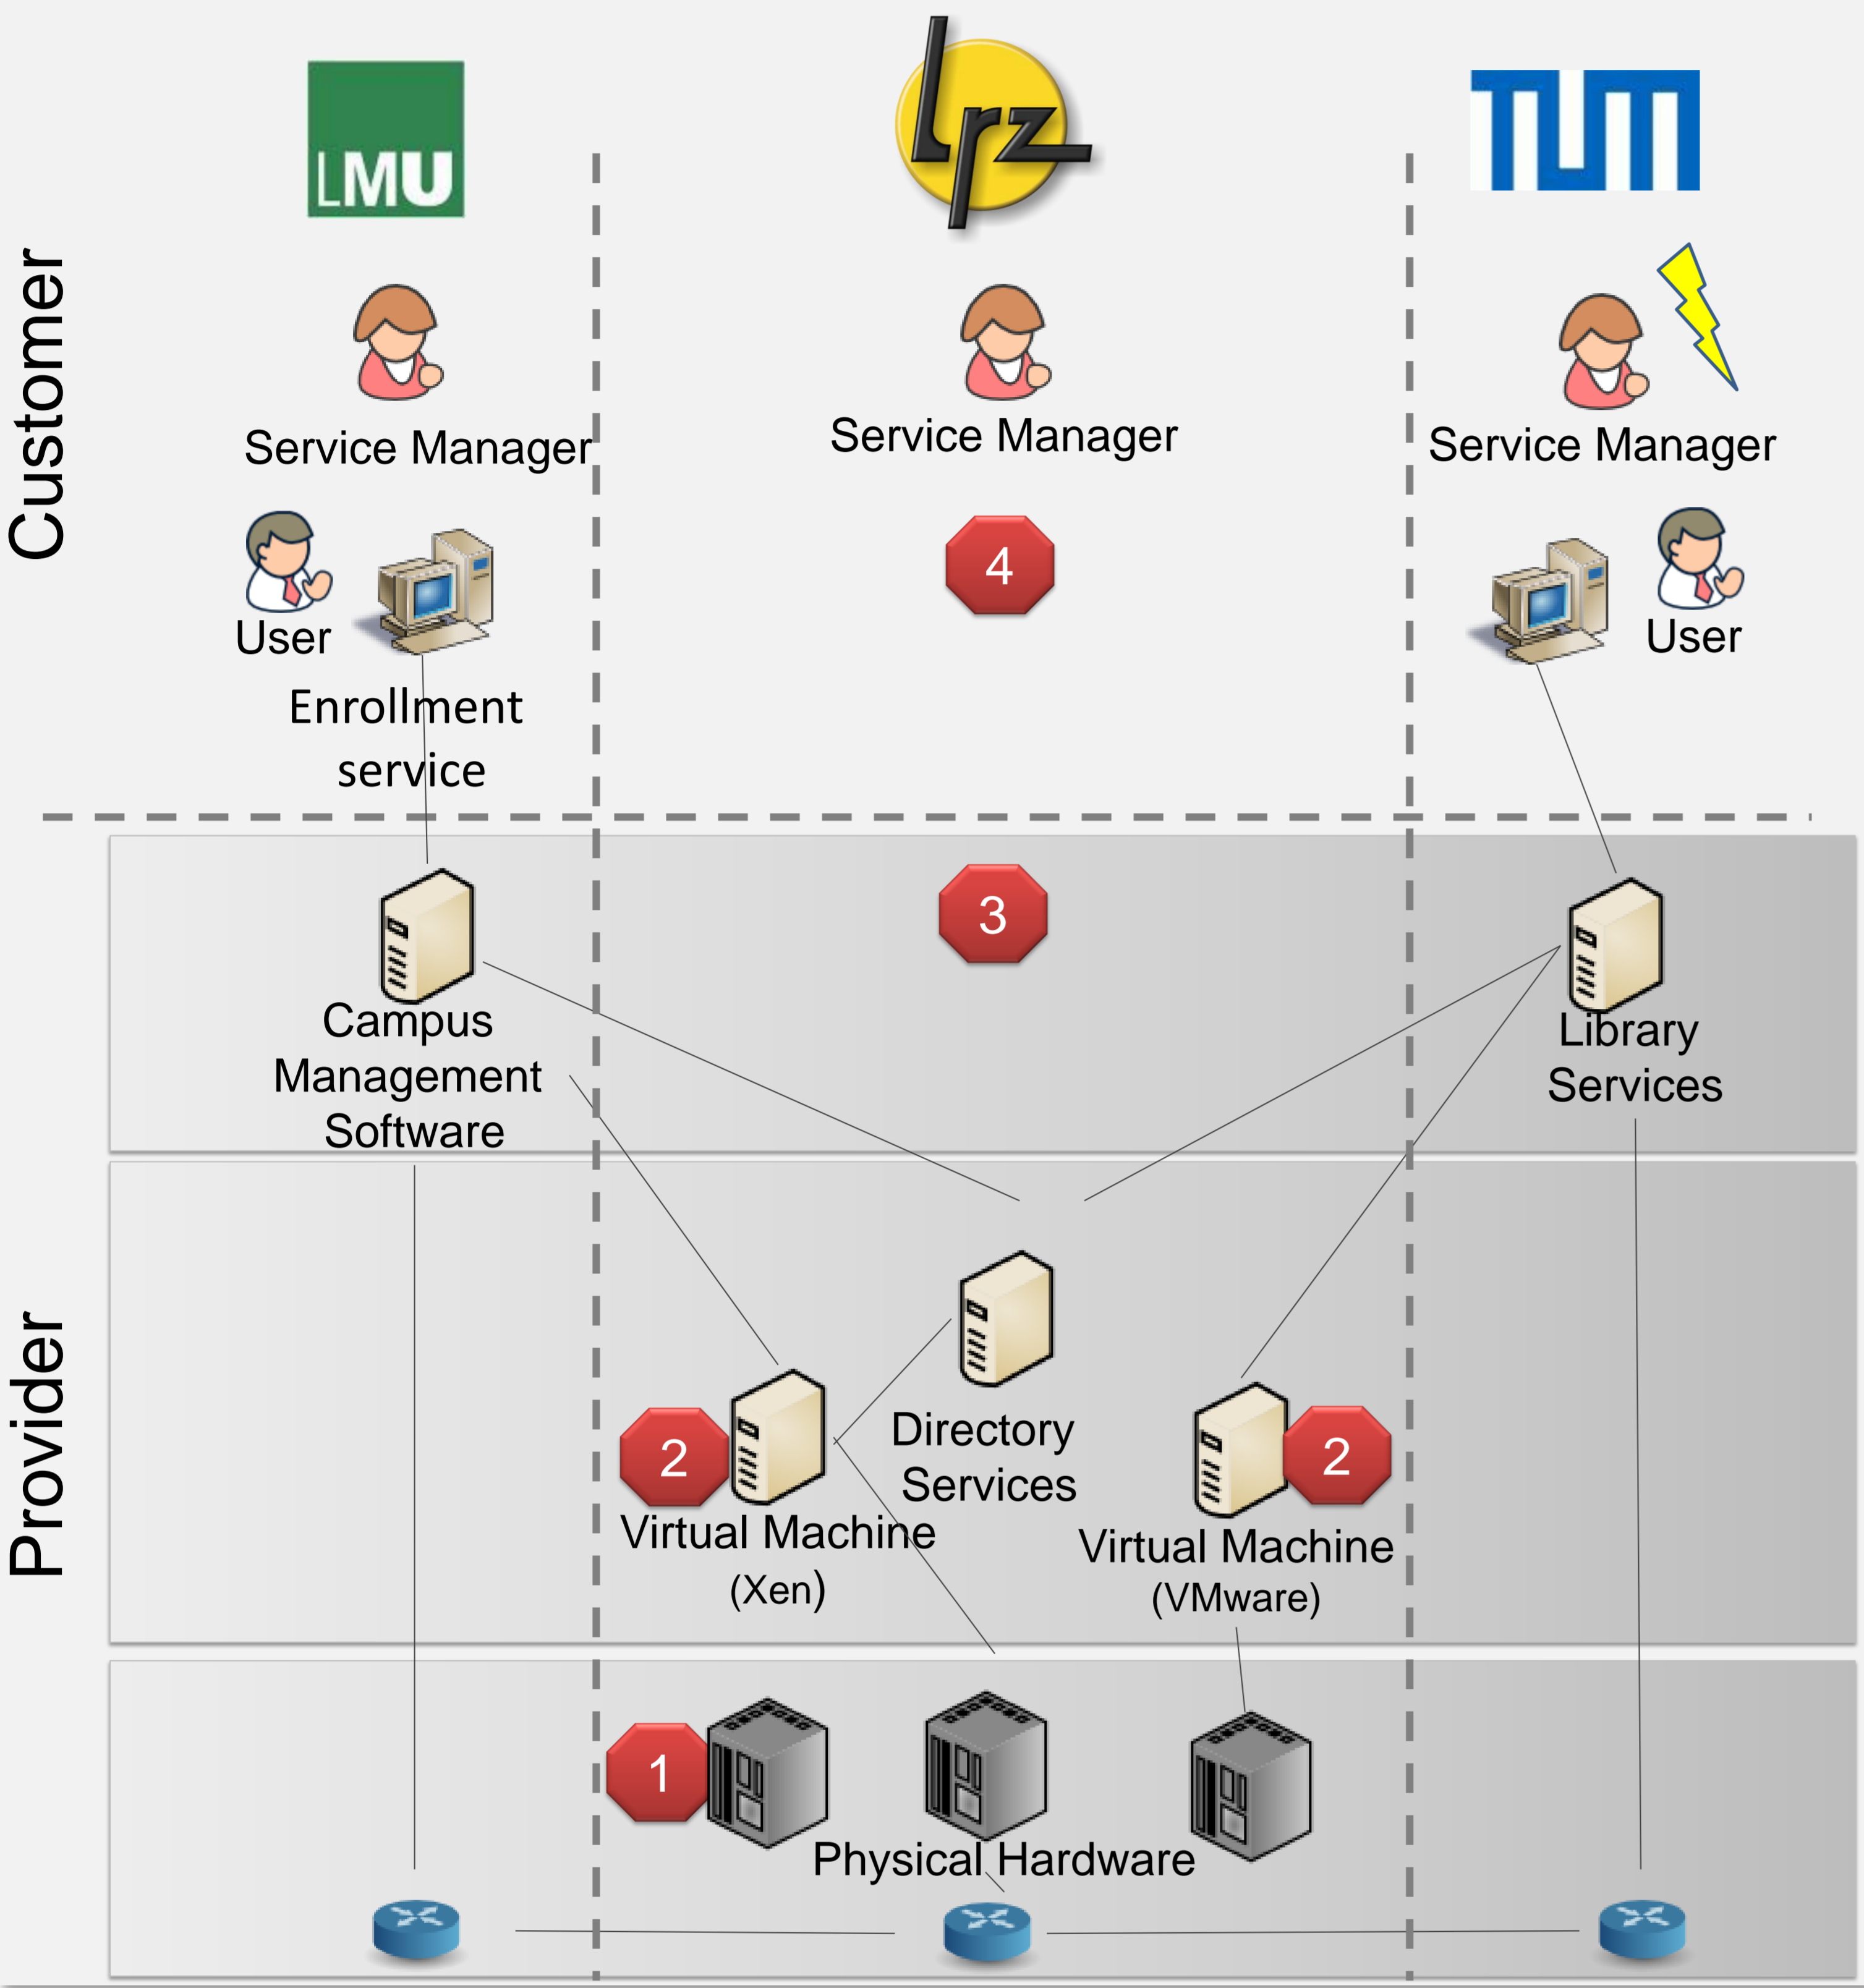 LMU
lrz
TUM
Customer
Service Manager
Service Manager
Service Manager
User
4
User
Enrollment
service
3
Campus
Management
Software
Library
Services
Provider
2
Directory
Services
2
Virtual Machine
(Xen)
Virtual Machine
(VMware)
1
Physical Hardware